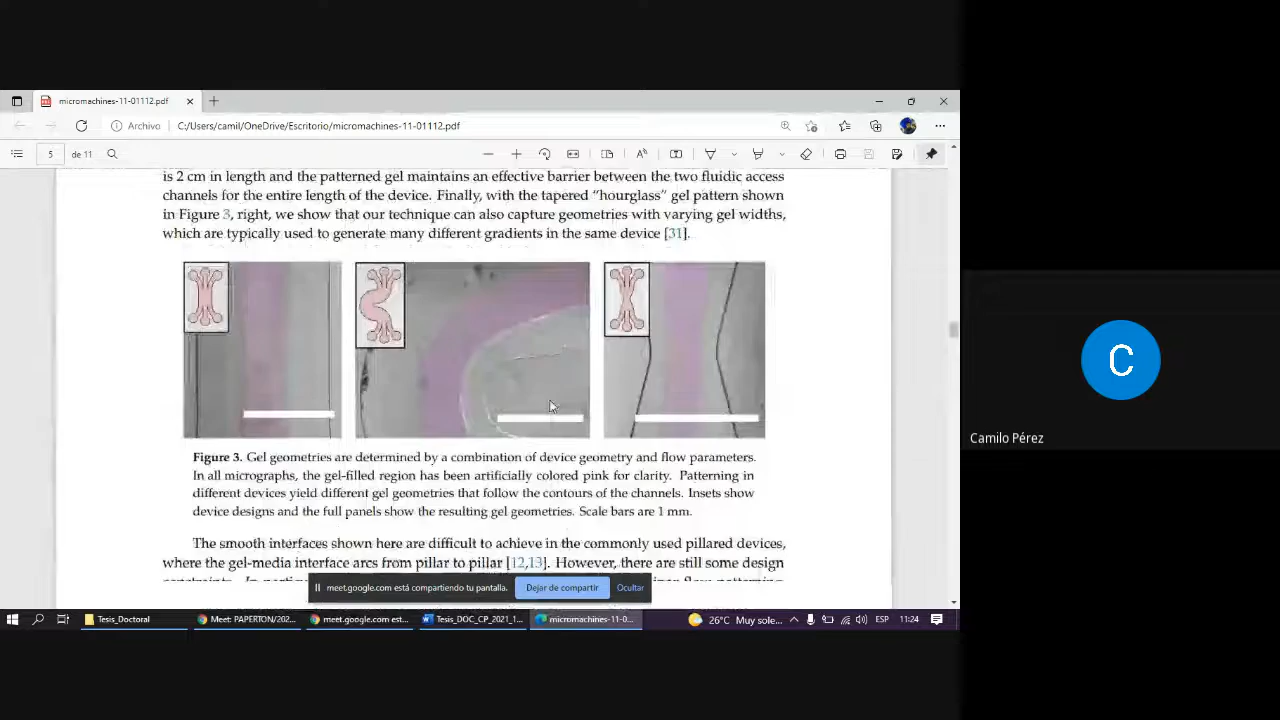 micromachines-11-01112.pdf
Archivo
C:/Users/camil/OneDrive/Escritorio/micromachines-11-01112.pdf
5
de 11
is 2 cm in length and the patterned gel maintains an effective barrier between the two fluidic access
channels for the entire length of the device. Finally, with the tapered “hourglass” gel pattern shown
in Figure 3, right, we show that our technique can also capture geometries with varying gel widths,
which are typically used to generate many different gradients in the same device [31].
Figure 3. Gel geometries are determined by a combination of device geometry and flow parameters.
In all micrographs, the gel-filled region has been artificially colored pink for clarity. Patterning in
different devices yield different gel geometries that follow the contours of the channels. Insets show
device designs and the full panels show the resulting gel geometries. Scale bars are 1 mm.
The smooth interfaces shown here are difficult to achieve in the commonly used pillared devices,
where the gel-media interface arcs from pillar to pillar [12,13]. However, there are still some design
meet.google.com está compartiendo tu pantalla.
Dejar de compartir
Ocultar
Tesis_Doctoral
Meet: PAPERTON/202...
meet.google.com est...
Tesis_DOC_CP_2021_1...
micromachines-11-0...
26°C Muy sole...
ESP
11:24
C
Camilo Pérez